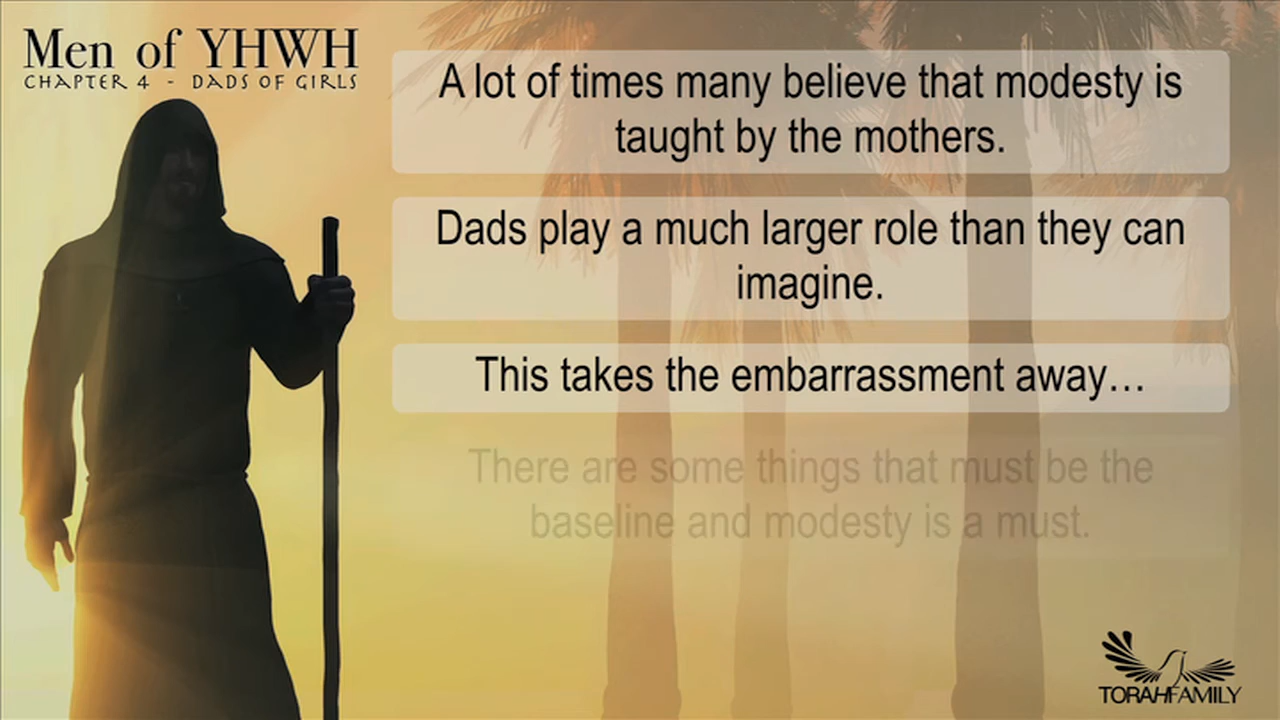 Men of YHWH
CHAPTER 4 - DADS OF GIRLS
A lot of times many believe that modesty is
taught by the mothers.
Dads play a much larger role than they can
imagine.
This takes the embarrassment away…
There are some things that must be the
baseline and modesty is a must.
TORAHFAMILY